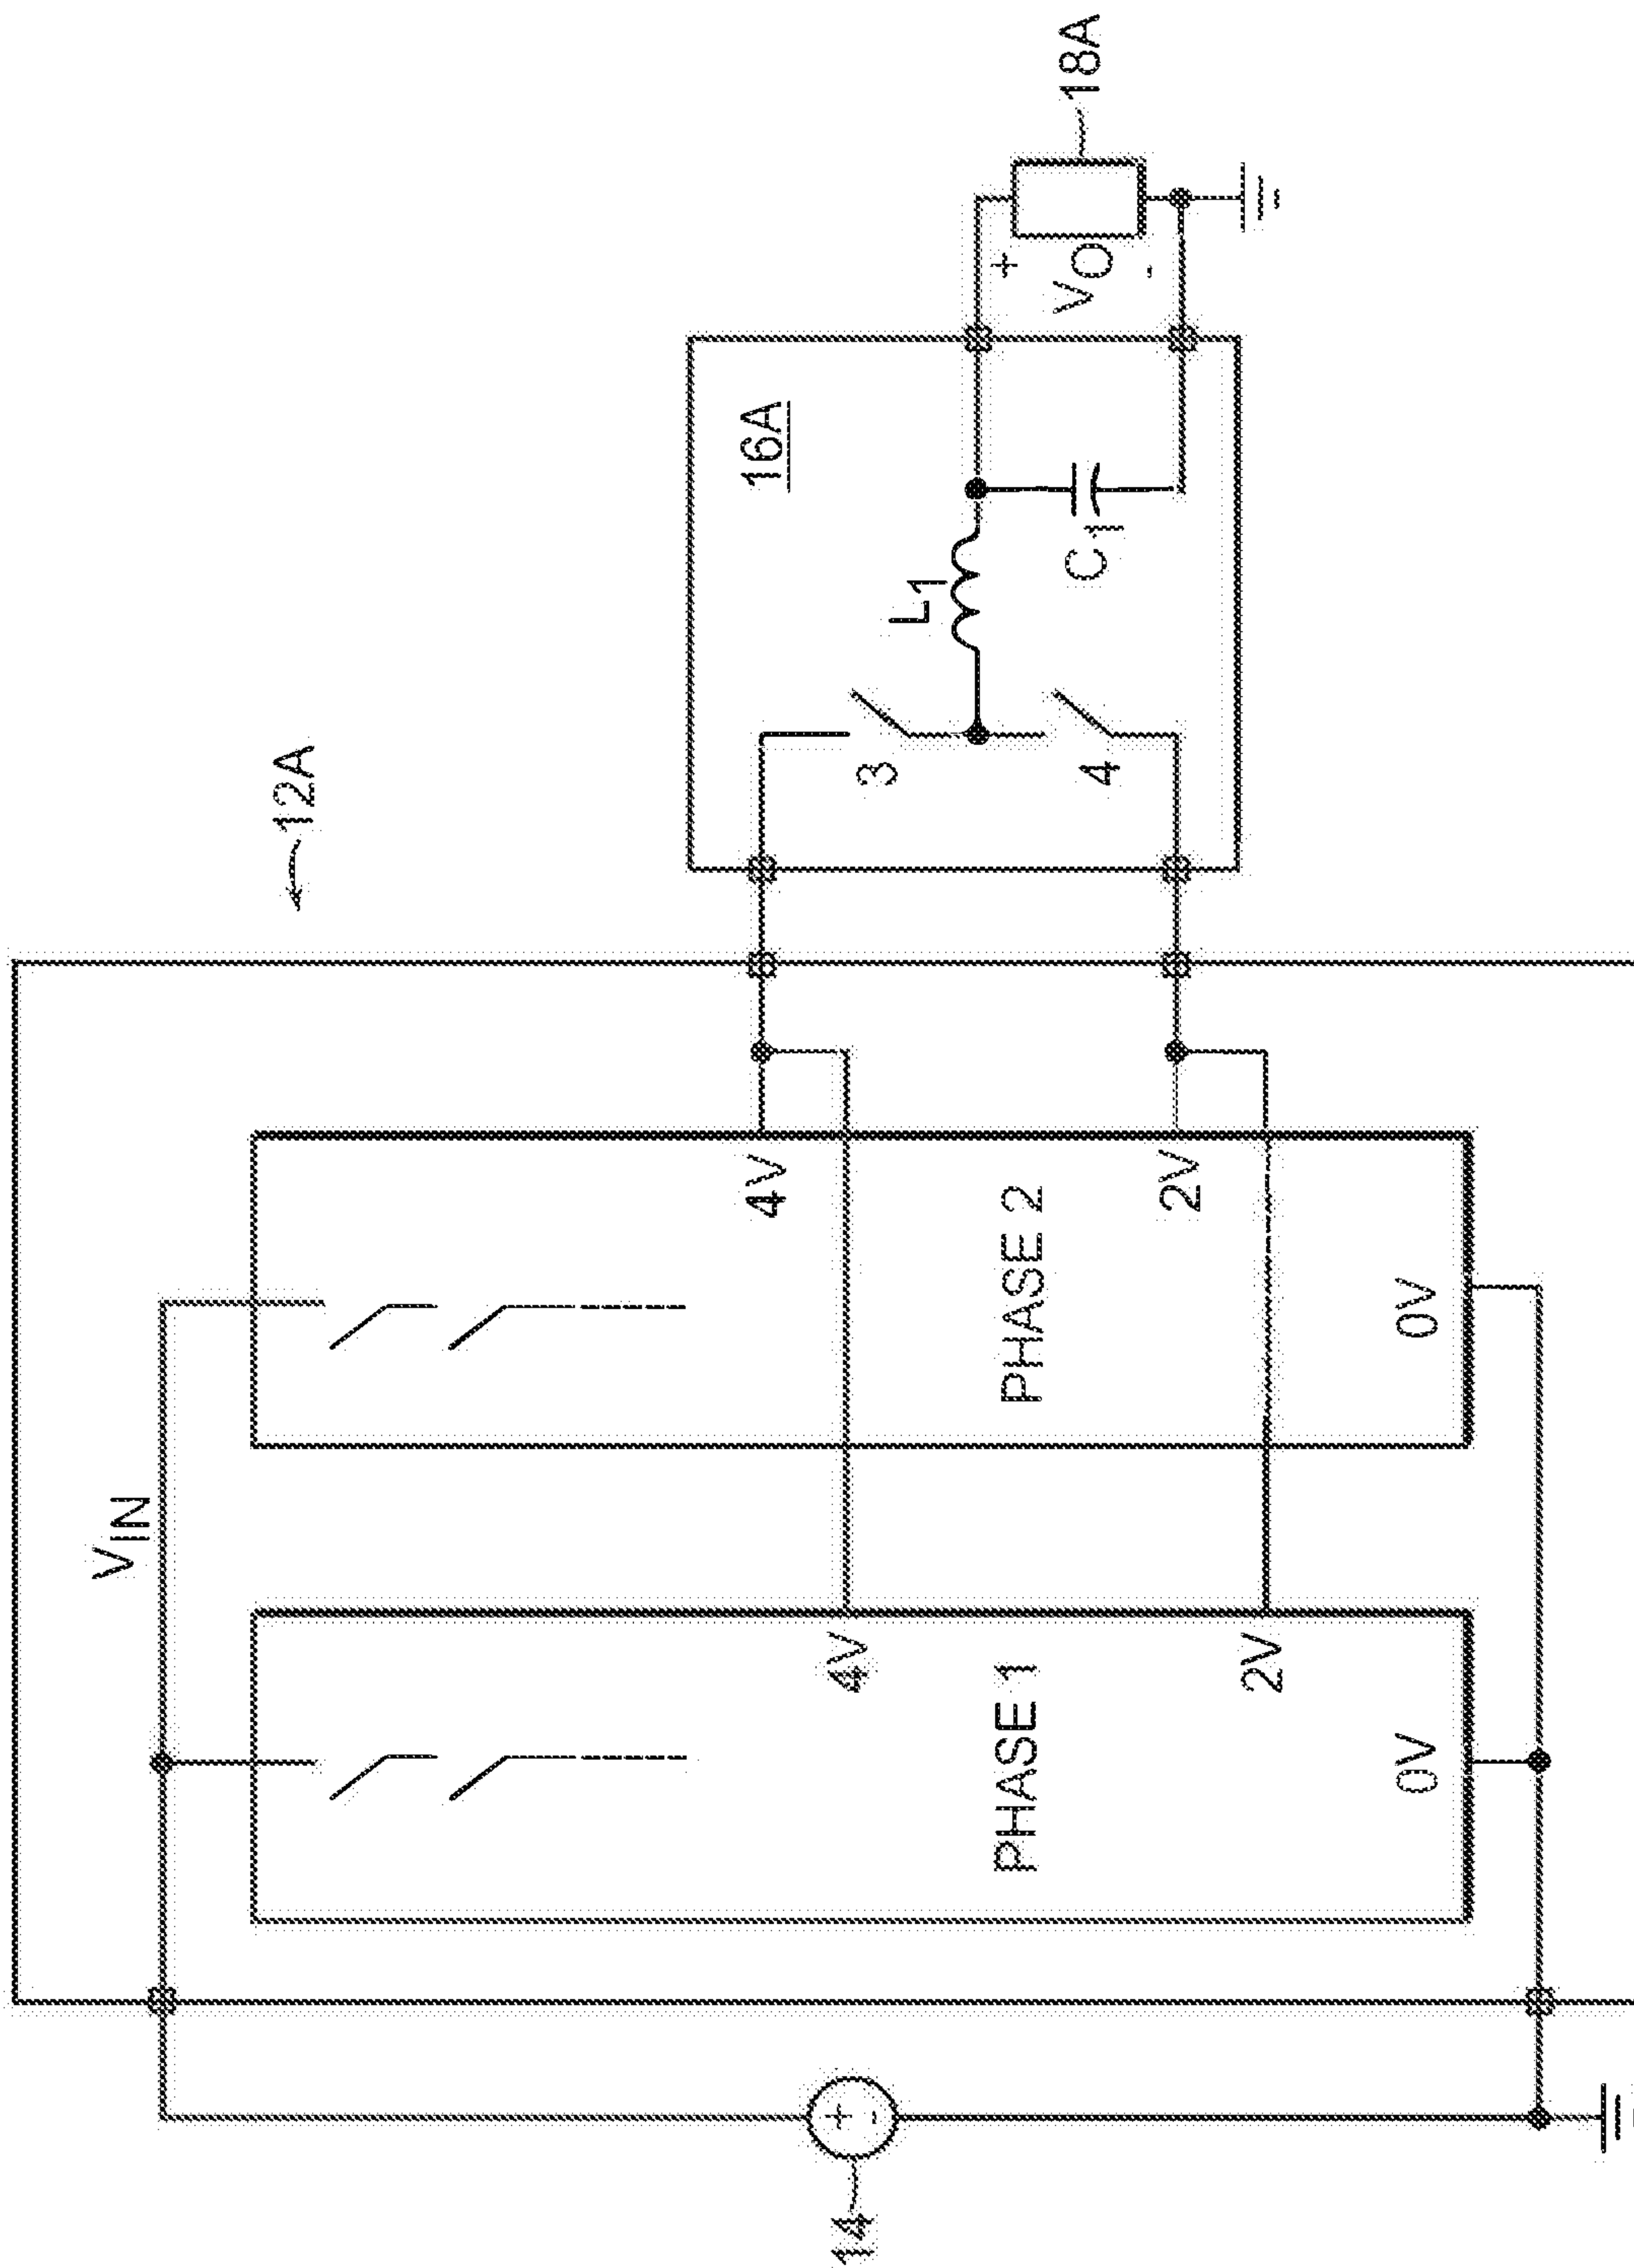 12A
V_IN
16A
L1
3
4
C1
+
VO
-
18A
4V
4V
PHASE 1
PHASE 2
2V
2V
0V
0V
+
-
14